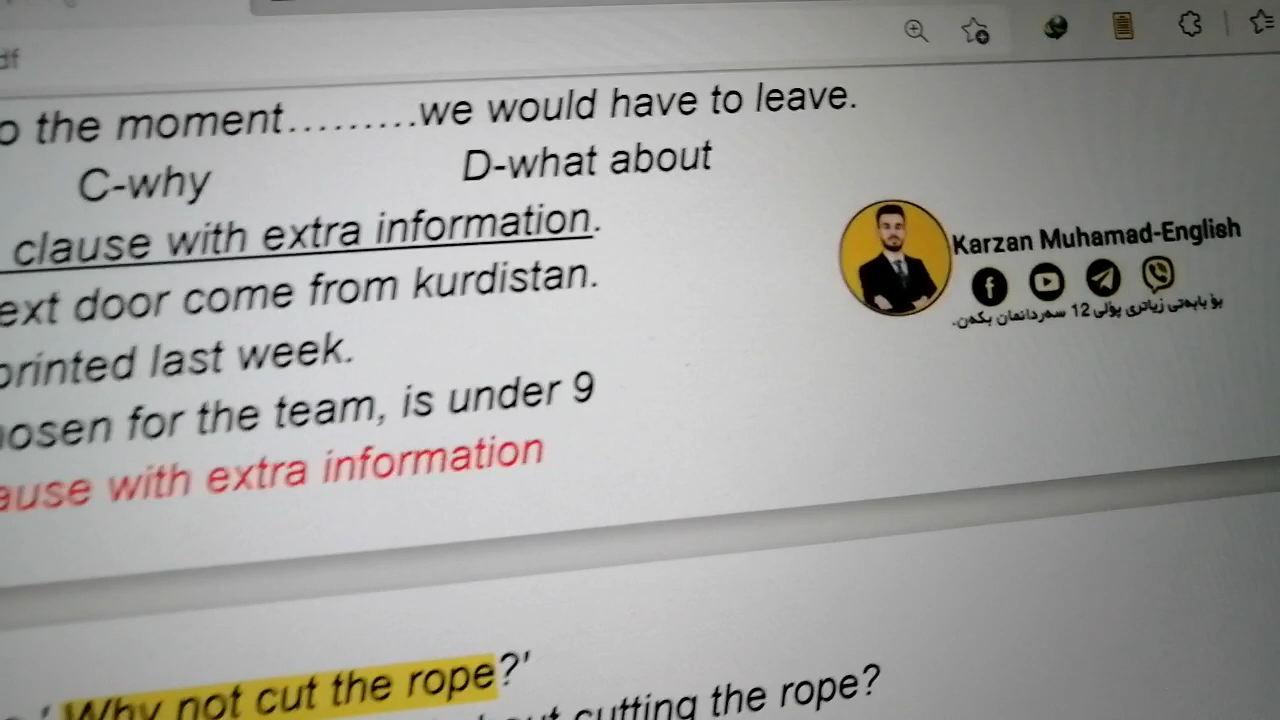 df
o the moment.........we would have to leave.
C-why D-what about
clause with extra information.
ext door come from kurdistan.
printed last week.
osen for the team, is under 9
ause with extra information
Karzan Muhamad-English
بۆ بابەتی زیاتری پۆلی 12 سەردانمان بکەن.
' Why not cut the rope?'
out cutting the rope?